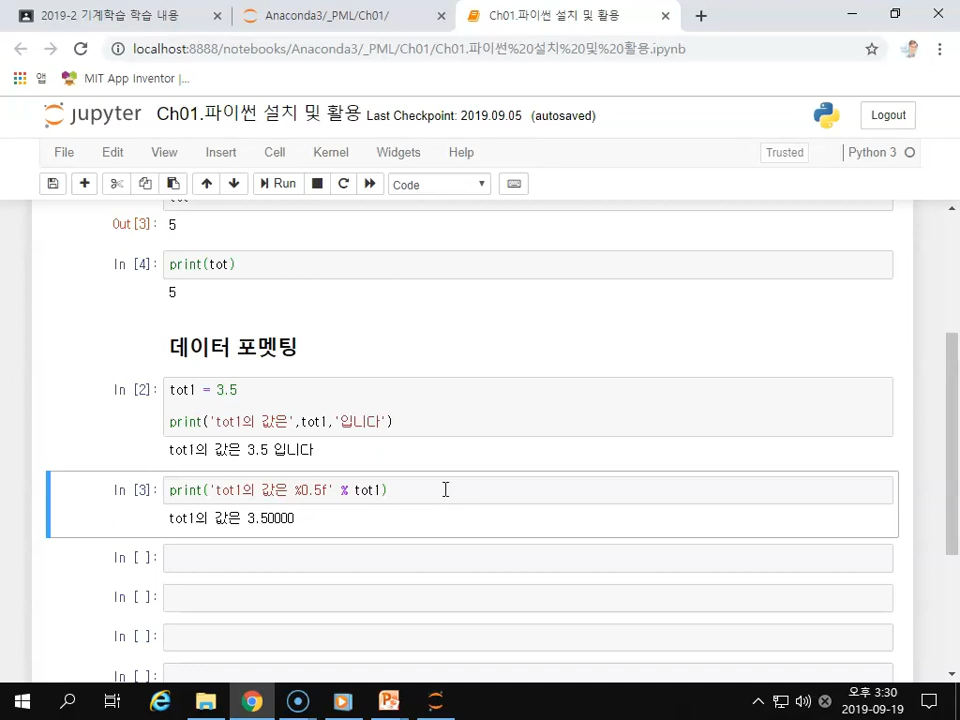 2019-2 기계학습 학습 내용
Anaconda3/_PML/Ch01/
Ch01.파이썬 설치 및 활용
localhost:8888/notebooks/Anaconda3/_PML/Ch01/Ch01.파이썬%20설치%20및%20활용.ipynb
앱
MIT App Inventor |...
jupyter Ch01.파이썬 설치 및 활용 Last Checkpoint: 2019.09.05 (autosaved)
Logout
File Edit View Insert Cell Kernel Widgets Help
Trusted
Python 3
Run
Code
Out [3]: 5
In [4]: print(tot)
5
데이터 포멧팅
In [2]: tot1 = 3.5
print('tot1의 값은',tot1,'입니다')
tot1의 값은 3.5 입니다
In [3]: print('tot1의 값은 %0.5f' % tot1)
tot1의 값은 3.50000
In [ ]:
In [ ]:
In [ ]:
In [ ]:
오후 3:30
2019-09-19